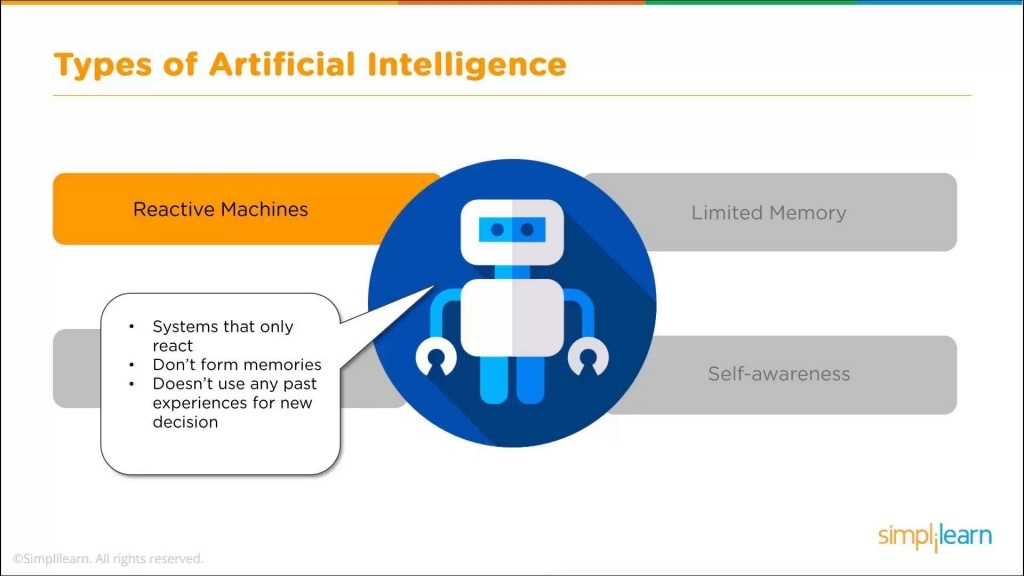 Types of Artificial Intelligence
Reactive Machines
Limited Memory
• Systems that only
react
• Don't form memories
• Doesn't use any past
experiences for new
decision
Self-awareness
simplilearn
©Simplilearn. All rights reserved.